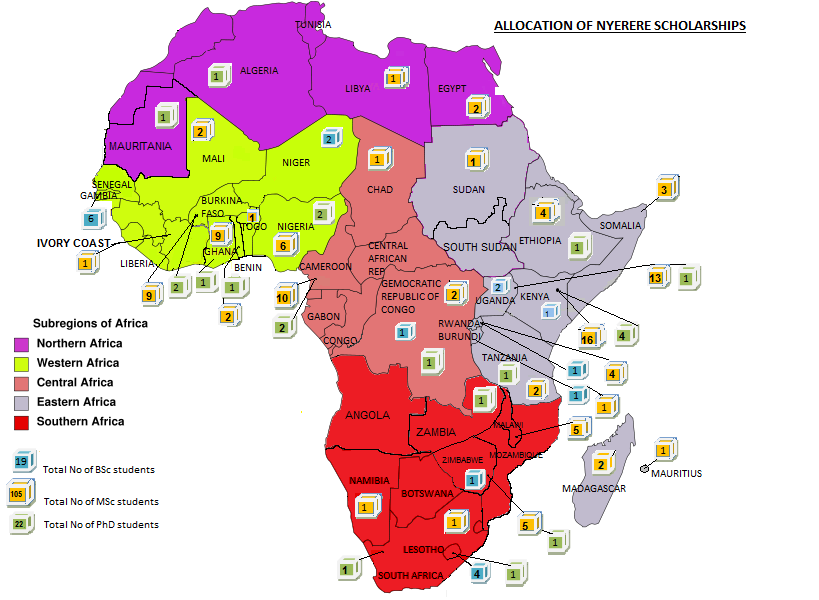 ALLOCATION OF NYERERE SCHOLARSHIPS
TUNISIA
ALGERIA
1
LIBYA
1
EGYPT
2
1
MAURITANIA
2
MALI
2
NIGER
1
CHAD
1
SUDAN
3
SENEGAL
GAMBIA
6
BURKINA
FASO
1
TOGO
2
NIGERIA
6
9
GHANA
4
ETHIOPIA
1
SOMALIA
SOUTH SUDAN
IVORY COAST
1
LIBERIA
BENIN
9
2
1
1
2
CENTRAL
AFRICAN
REP
CAMEROON
10
2
GABON
CONGO
DEMOCRATIC
REPUBLIC OF
CONGO
2
1
1
2
UGANDA
13
1
KENYA
1
16
4
RWANDA
BURUNDI
1
4
TANZANIA
1
2
1
1
Subregions of Africa
Northern Africa
Western Africa
Central Africa
Eastern Africa
Southern Africa
19
Total No of BSc students
105
Total No of MSc students
22
Total No of PhD students
ANGOLA
1
ZAMBIA
MALAWI
5
MOZAMBIQUE
ZIMBABWE
1
5
1
NAMIBIA
1
BOTSWANA
1
LESOTHO
SOUTH AFRICA
1
4
1
2
MADAGASCAR
1
MAURITIUS